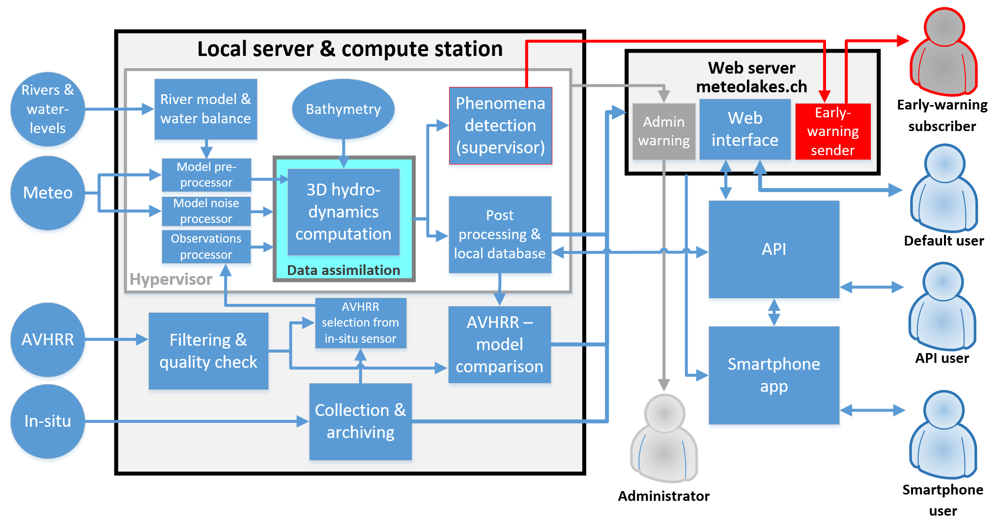 Local server & compute station
Rivers &
water-
levels
Meteo
AVHRR
In-situ
River model &
water balance
Bathymetry
Model pre-
processor
Model noise
processor
Observations
processor
Hypervisor
3D hydro-
dynamics
computation
Data assimilation
Phenomena
detection
(supervisor)
Post
processing &
local database
Filtering &
quality check
AVHRR
selection from
in-situ sensor
AVHRR –
model
comparison
Collection &
archiving
Web server
meteolakes.ch
Admin
warning
Web
interface
Early-
warning
sender
API
Smartphone
app
Administrator
Early-warning
subscriber
Default user
API user
Smartphone
user